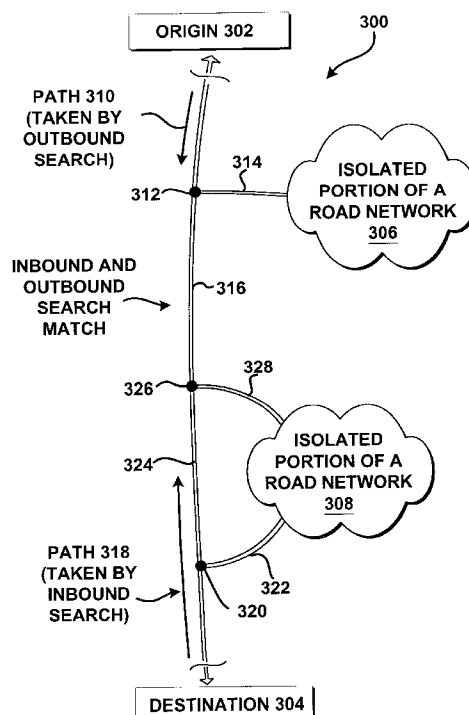 ORIGIN 302
300
PATH 310
(TAKEN BY
OUTBOUND
SEARCH)
314
312
ISOLATED
PORTION OF A
ROAD NETWORK
306
INBOUND AND
OUTBOUND
SEARCH
MATCH
316
328
326
324
ISOLATED
PORTION OF A
ROAD NETWORK
308
PATH 318
(TAKEN BY
INBOUND
SEARCH)
322
320
DESTINATION 304